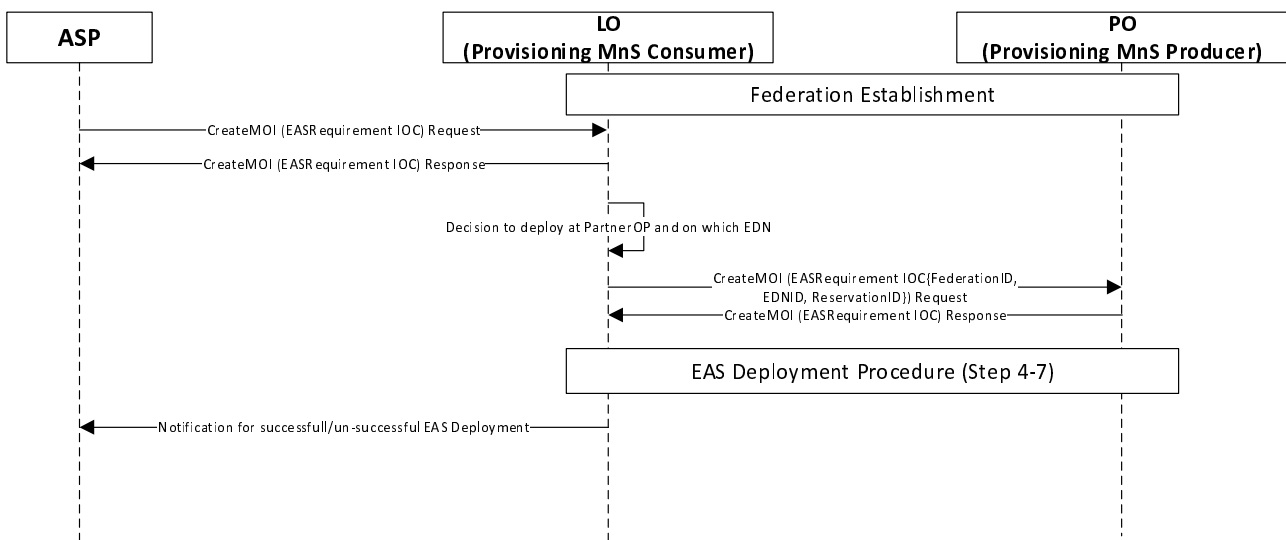 ASP
LO
(Provisioning MnS Consumer)
PO
(Provisioning MnS Producer)
Federation Establishment
CreateMOI (EASRequirement IOC) Request
CreateMOI (EASRequirement IOC) Response
Decision to deploy at PartnerOP and on which EDN
CreateMOI (EASRequirement IOC{FederationID,
EDNID, ReservationID}) Request
CreateMOI (EASRequirement IOC) Response
EAS Deployment Procedure (Step 4-7)
Notification for successfull/un-successful EAS Deployment